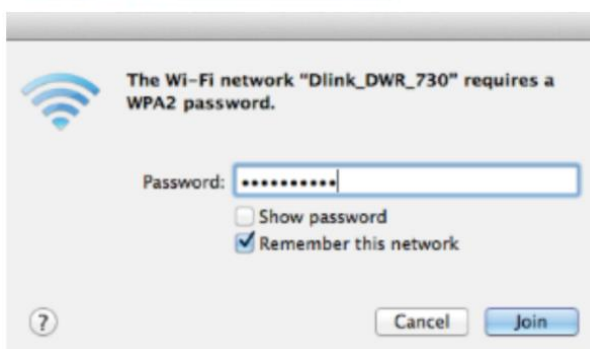 The Wi-Fi network "Dlink_DWR_730" requires a
WPA2 password.
Password: ••••••••••
Show password
Remember this network
?
Cancel
Join